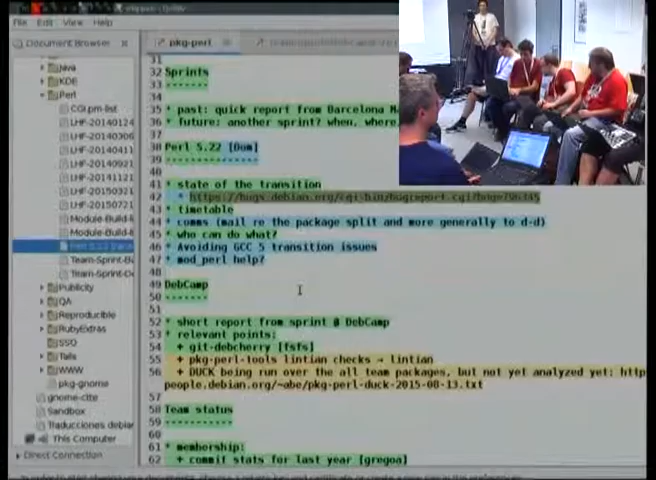 File Edit View Help
Document Browser
pkg-perl
Java
KDE
Perl
CGI.pm-list
LHF-20140124
LHF-20140306
LHF-20140411
LHF-20140921
LHF-20141121
LHF-20150321
LHF-20150721
Module-Build-
Module-Build-
Team-Sprint-B
Team-Sprint-D
Publicity
QA
Reproducible
RubyExtras
SSO
Tails
WWW
pkg-gnome
gnome-cite
Sandbox
Traducciones debian
This Computer
Direct Connection
31
32 Sprints
33 -------
34
35 * past: quick report from Barcelona
36 * future: another sprint? when, where
37
38 Perl 5.22 [Dom]
39 ---------------
40
41 * state of the transition
42 *
43 * timetable
44 * comms (mail re the package split and more generally to d-d)
45 * who can do what?
46 * Avoiding GCC 5 transition issues
47 * mod_perl help?
48
49 DebCamp
50 -------
51
52 * short report from sprint @ DebCamp
53 * relevant points:
54 + git-debcherry [fsfs]
55 + pkg-perl-tools lintian checks → lintian
56 + DUCK being run over the all team packages, but not yet analyzed yet: http
people.debian.org/~abe/pkg-perl-duck-2015-08-13.txt
57
58 Team status
59 -----------
60
61 * membership:
62 + commit stats for last year [gregoa]